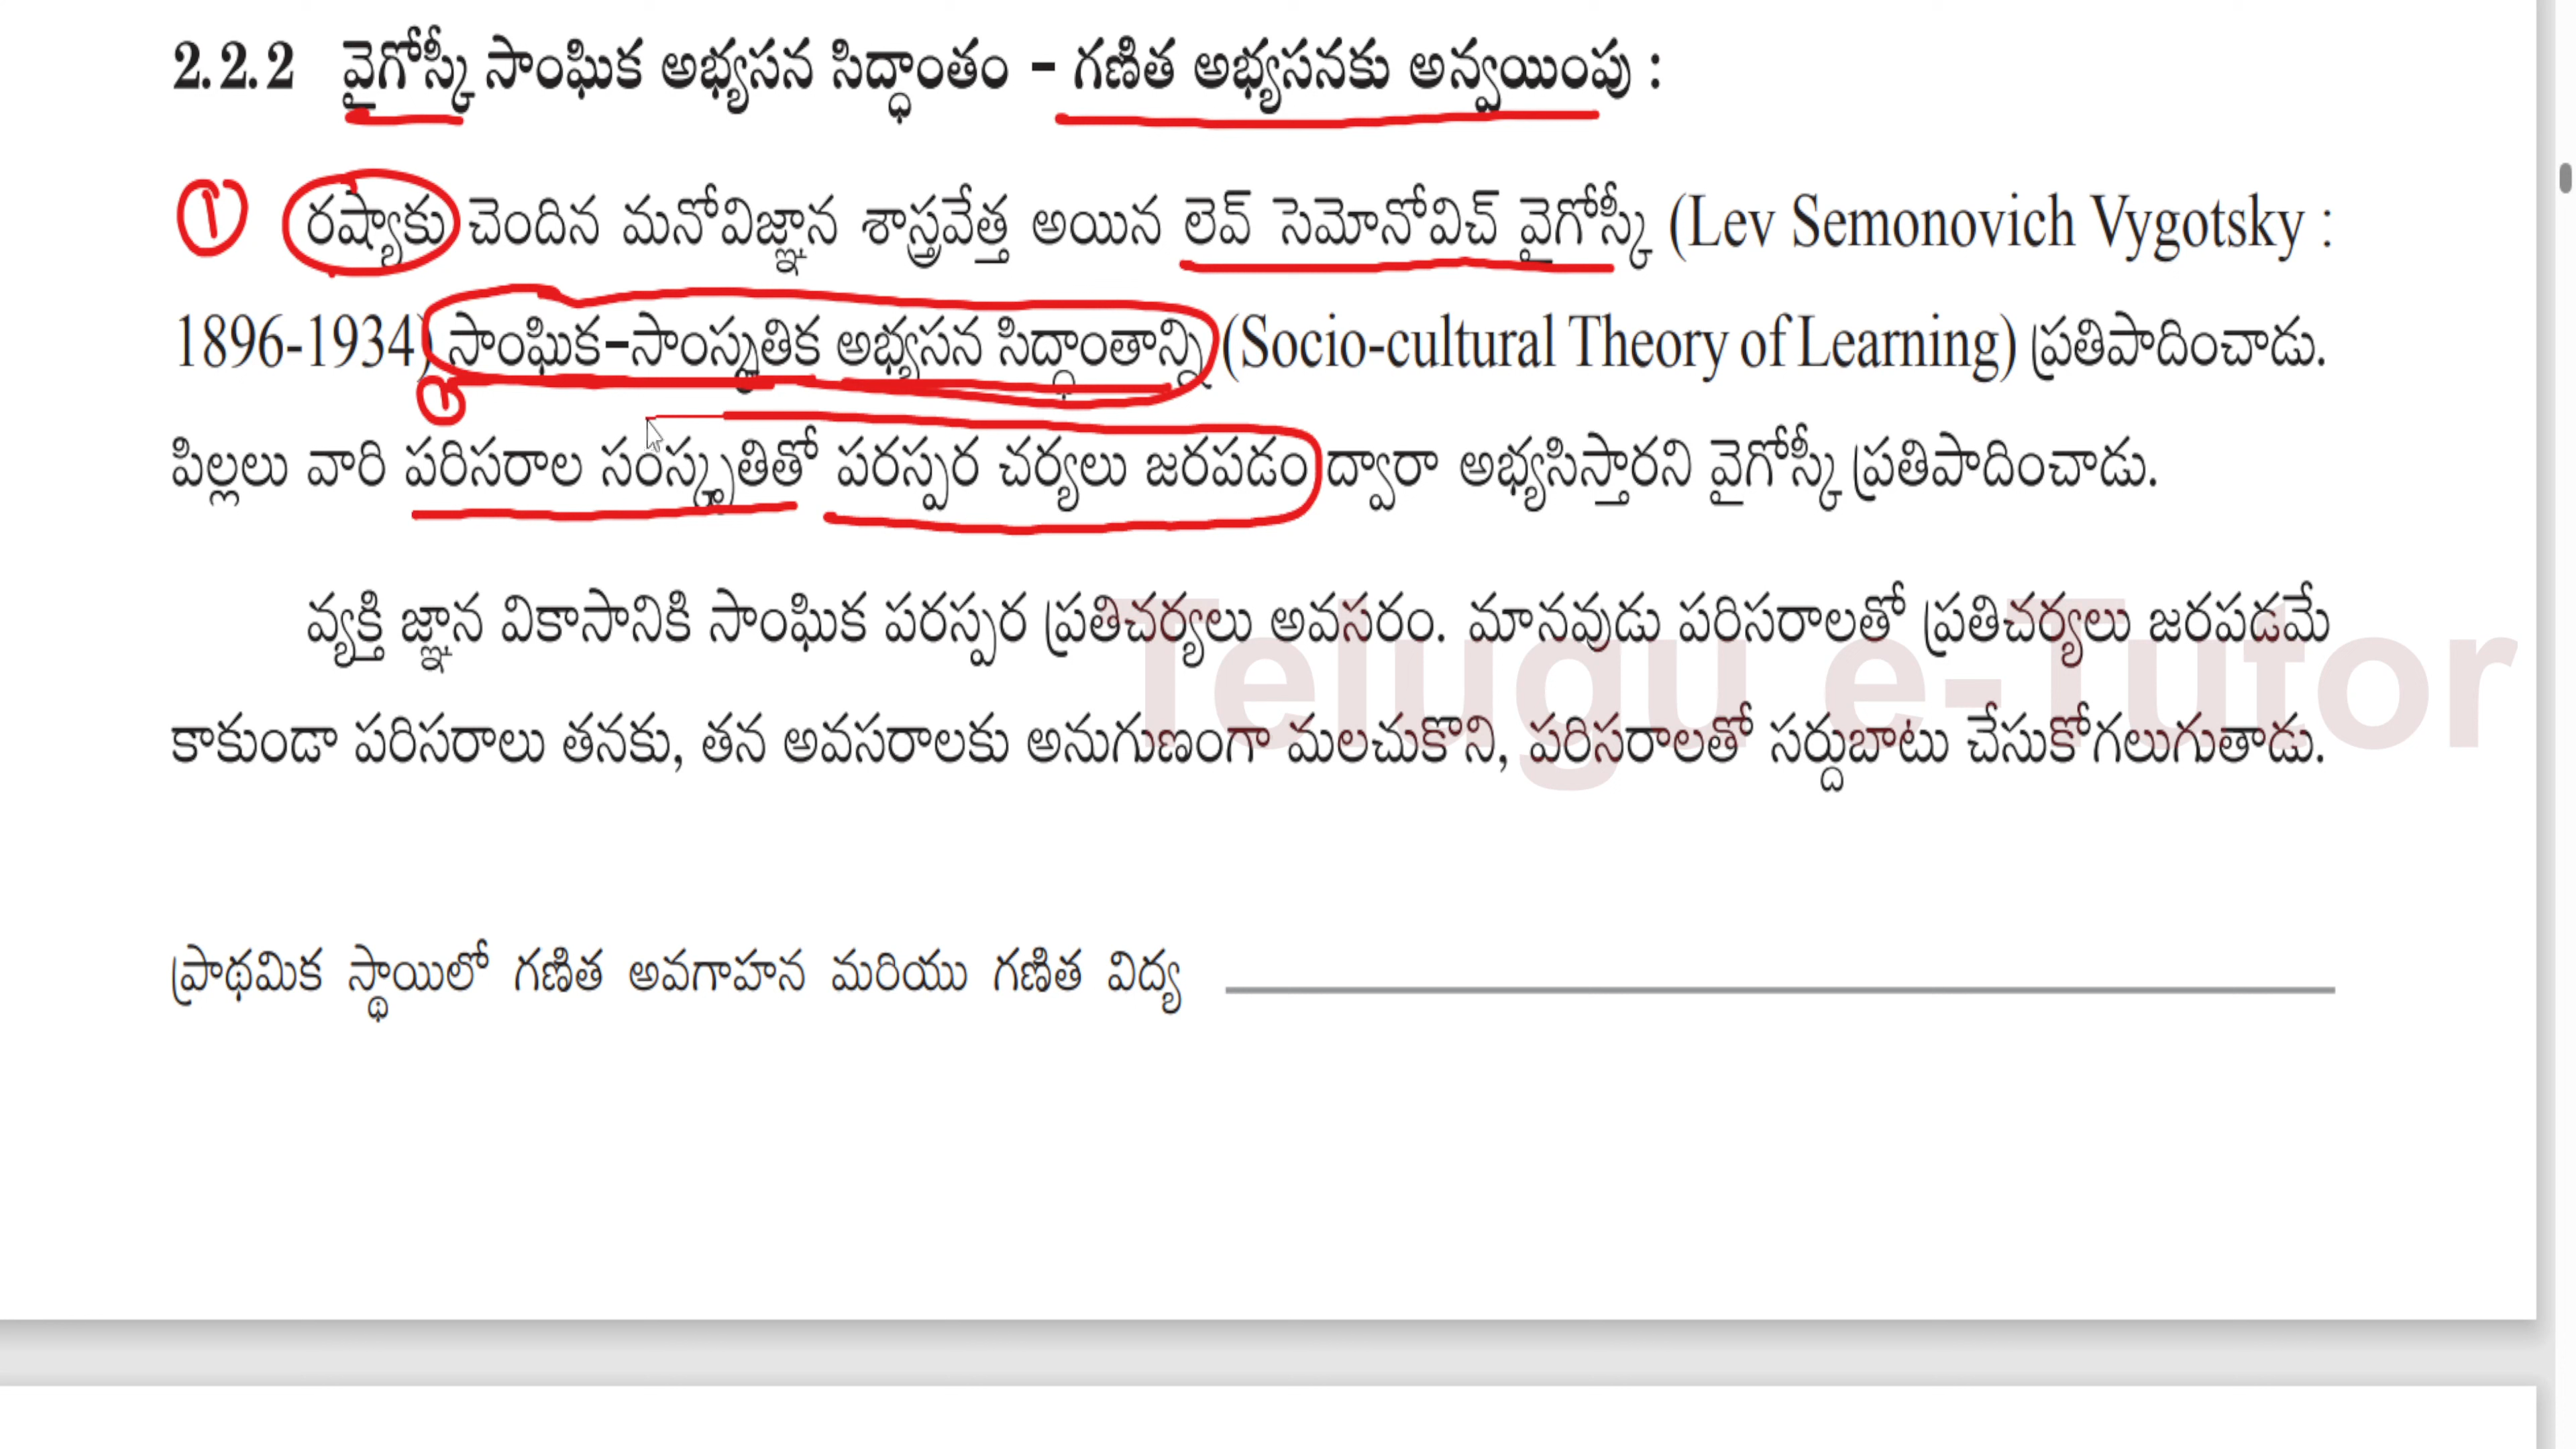 2.2.2 వైగోస్కీ సాంఘిక అభ్యసన సిద్ధాంతం – గణిత అభ్యసనకు అన్వయింపు :
1 రష్యాకు చెందిన మనోవిజ్ఞాన శాస్త్రవేత్త అయిన లెవ్ సెమోనోవిచ్ వైగోస్కీ (Lev Semonovich Vygotsky :
1896-1934) సాంఘిక-సాంస్కృతిక అభ్యసన సిద్ధాంతాన్ని (Socio-cultural Theory of Learning) ప్రతిపాదించాడు.
పిల్లలు వారి పరిసరాల సంస్కృతితో పరస్పర చర్యలు జరపడం ద్వారా అభ్యసిస్తారని వైగోస్కీ ప్రతిపాదించాడు.
వ్యక్తి జ్ఞాన వికాసానికి సాంఘిక పరస్పర ప్రతిచర్యలు అవసరం. మానవుడు పరిసరాలతో ప్రతిచర్యలు జరపడమే
Telugu e-Tutor
కాకుండా పరిసరాలు తనకు, తన అవసరాలకు అనుగుణంగా మలచుకొని, పరిసరాలతో సర్దుబాటు చేసుకోగలుగుతాడు.
ప్రాథమిక స్థాయిలో గణిత అవగాహన మరియు గణిత విద్య